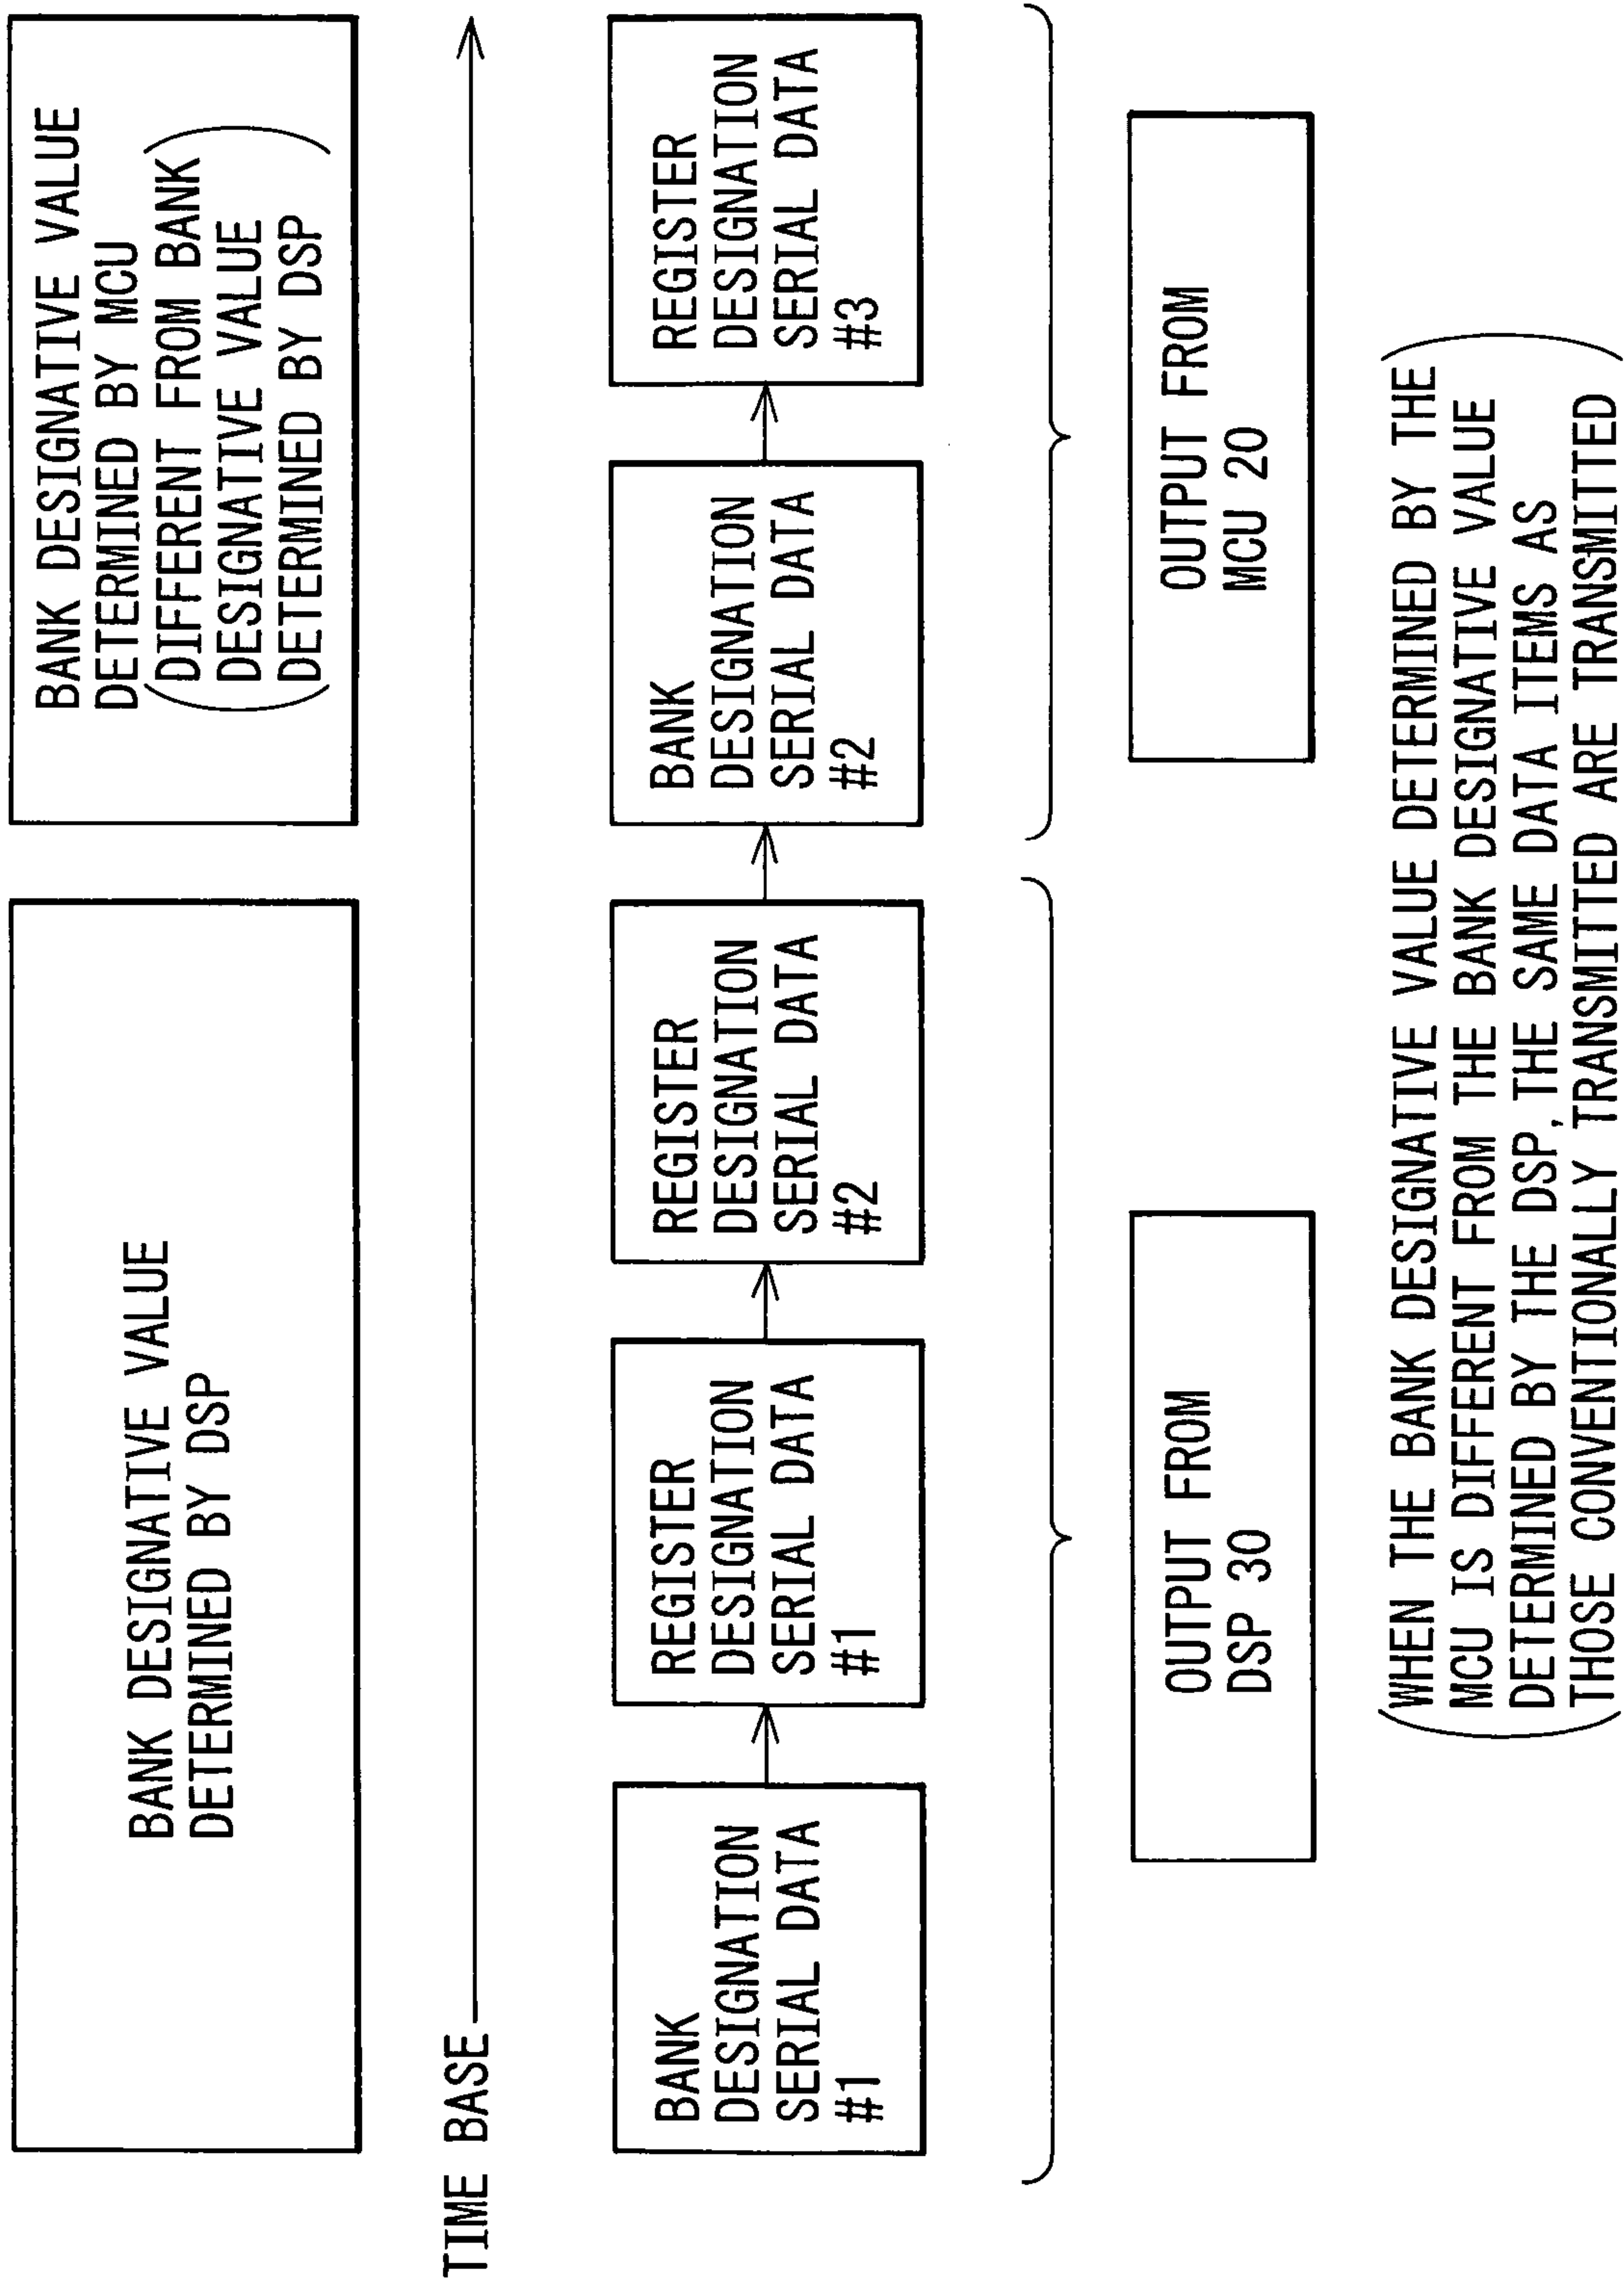 BANK DESIGNATIVE VALUE
DETERMINED BY DSP
BANK DESIGNATIVE VALUE
DETERMINED BY MCU
(DIFFERENT FROM BANK
DESIGNATIVE VALUE
DETERMINED BY DSP)
TIME BASE
BANK
DESIGNATION
SERIAL DATA
#1
REGISTER
DESIGNATION
SERIAL DATA
#1
REGISTER
DESIGNATION
SERIAL DATA
#2
BANK
DESIGNATION
SERIAL DATA
#2
REGISTER
DESIGNATION
SERIAL DATA
#3
OUTPUT FROM
DSP 30
OUTPUT FROM
MCU 20
(WHEN THE BANK DESIGNATIVE VALUE DETERMINED BY THE
MCU IS DIFFERENT FROM THE BANK DESIGNATIVE VALUE
DETERMINED BY THE DSP, THE SAME DATA ITEMS AS
THOSE CONVENTIONALLY TRANSMITTED ARE TRANSMITTED)